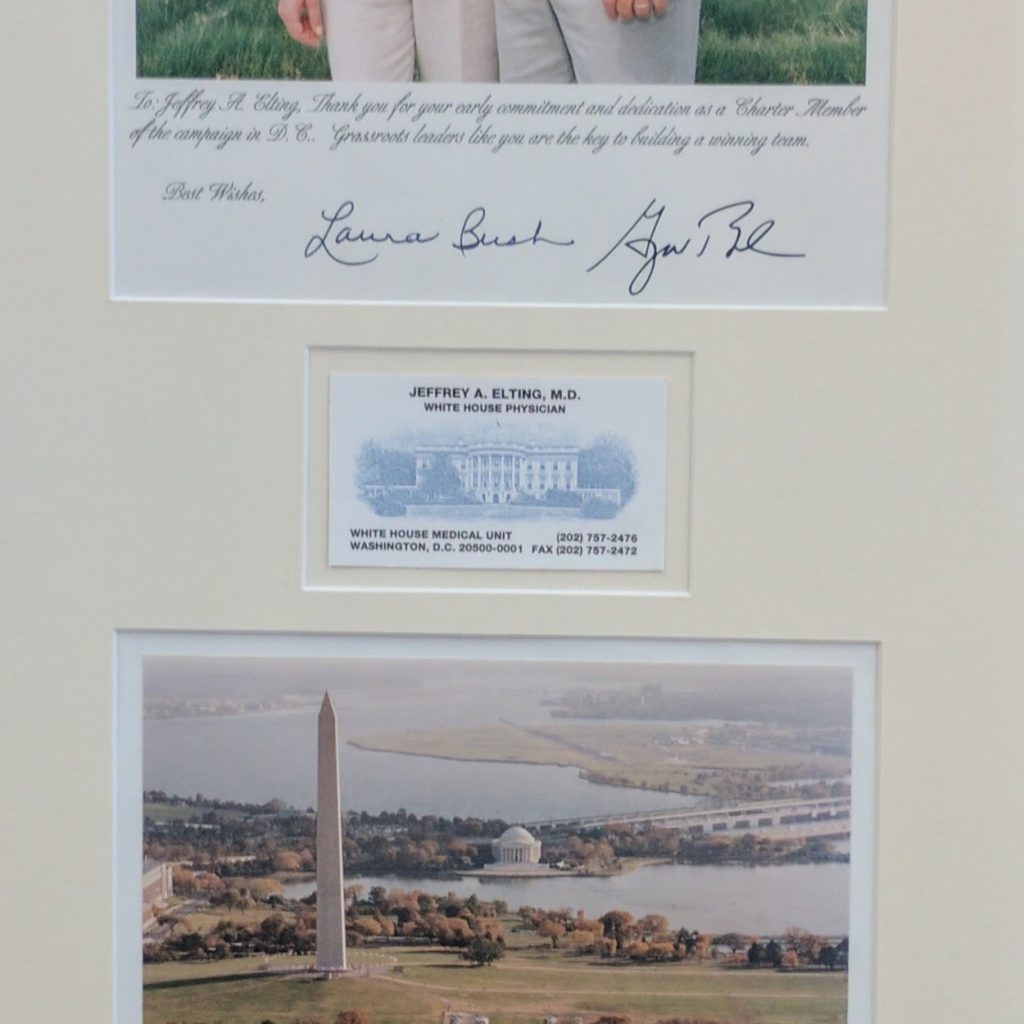 To: Jeffrey A. Elting, Thank you for your early commitment and dedication as a Charter Member
of the campaign in D. C.. Grassroots leaders like you are the key to building a winning team.
Best Wishes,
Laura Bush
JEFFREY A. ELTING, M.D.
WHITE HOUSE PHYSICIAN
WHITE HOUSE MEDICAL UNIT (202) 757-2476
WASHINGTON, D.C. 20500-0001 FAX (202) 757-2472